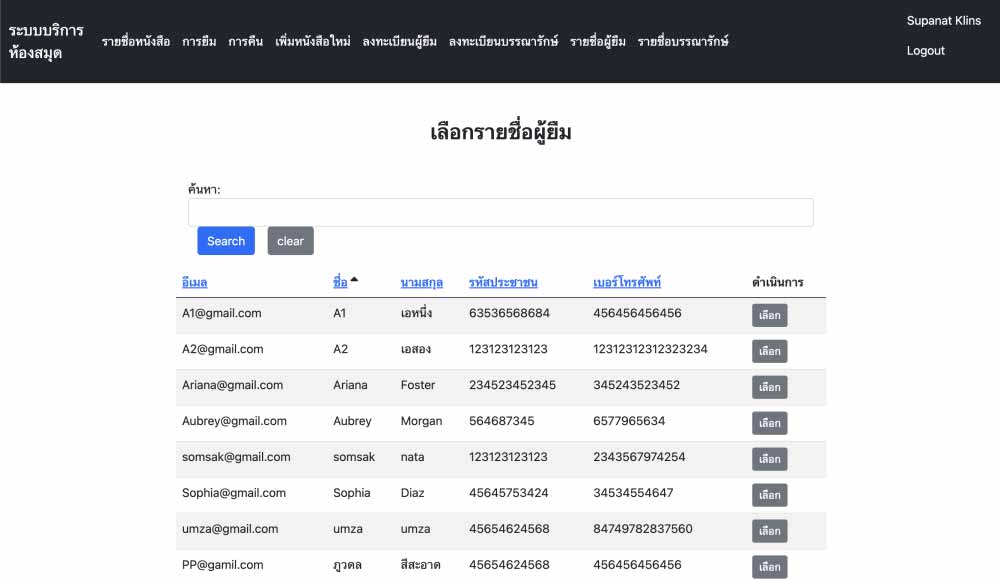 ระบบบริการ
ห้องสมุด
รายชื่อหนังสือ การยืม การคืน เพิ่มหนังสือใหม่ ลงทะเบียนผู้ยืม ลงทะเบียนบรรณารักษ์ รายชื่อผู้ยืม รายชื่อบรรณารักษ์
Supanat Klins
Logout
เลือกรายชื่อผู้ยืม
ค้นหา:
Search clear
อีเมล ชื่อ นามสกุล รหัสประชาชน เบอร์โทรศัพท์ ดำเนินการ
A1@gmail.com A1 เอหนึ่ง 63536568684 456456456456 เลือก
A2@gmail.com A2 เอสอง 123123123123 12312312312323234 เลือก
Ariana@gmail.com Ariana Foster 234523452345 345243523452 เลือก
Aubrey@gmail.com Aubrey Morgan 564687345 6577965634 เลือก
somsak@gmail.com somsak nata 123123123123 2343567974254 เลือก
Sophia@gmail.com Sophia Diaz 45645753424 34534554647 เลือก
umza@gmail.com umza umza 45654624568 84749782837560 เลือก
PP@gamil.com ภูวดล สีสะอาด 45654624568 456456456456 เลือก